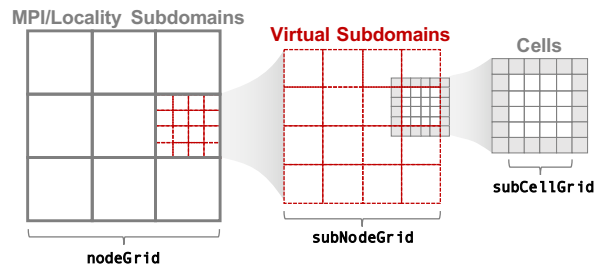 MPI/Locality Subdomains
Virtual Subdomains
Cells
subCellGrid
subNodeGrid
nodeGrid